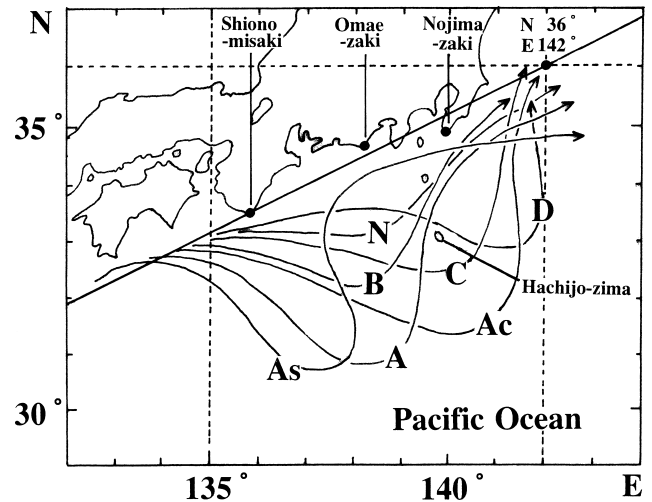 N
Shiono
-misaki
Omae
-zaki
Nojima
-zaki
N 36°
E 142°
35°
N
D
B
C
Hachijo-zima
Ac
As
A
30°
Pacific Ocean
135°
140°
E